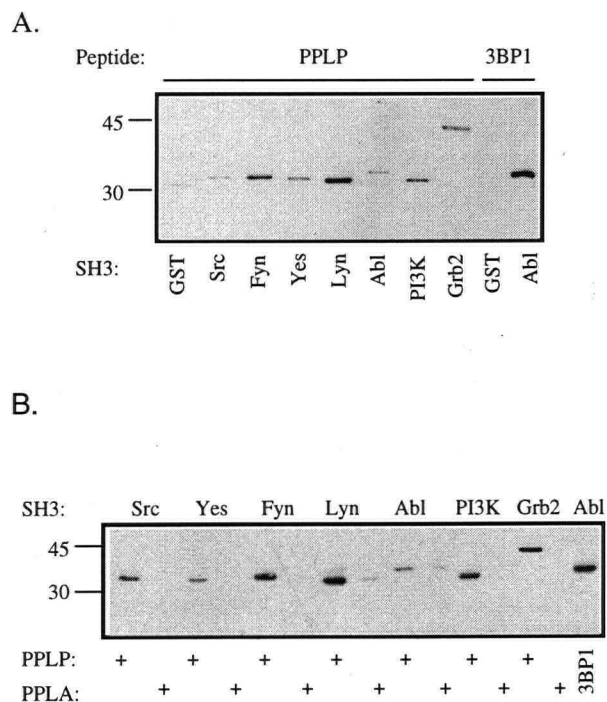 A.
Peptide: PPLP 3BP1
45
30
SH3: GST Src Fyn Yes Lyn Abl PI3K Grb2 GST Abl
B.
SH3: Src Yes Fyn Lyn Abl PI3K Grb2 Abl
45
30
PPLP: + + + + + + + 3BP1
PPLA: + + + + + + +